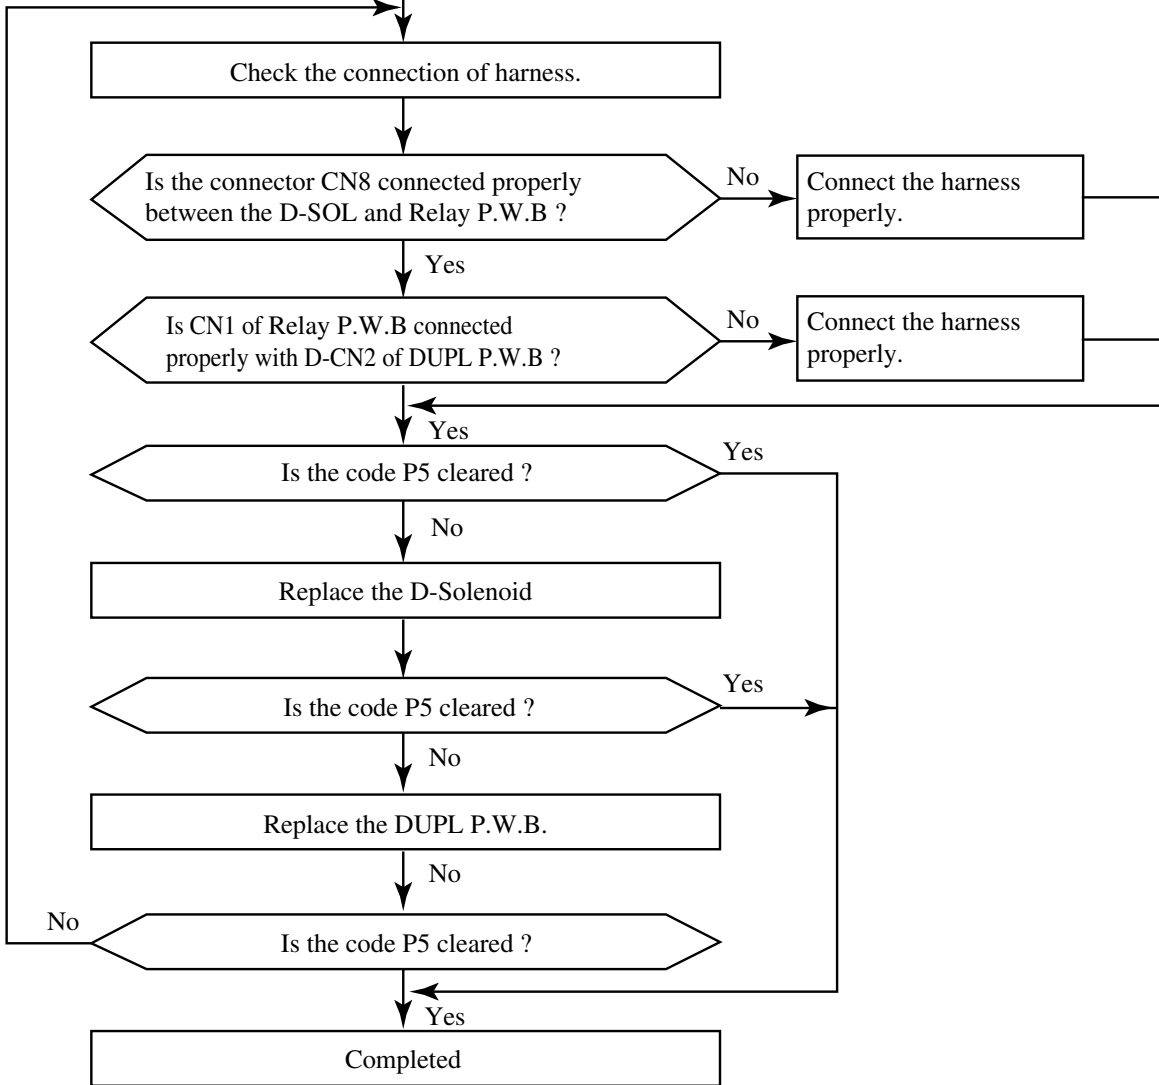 Check the connection of harness.
Is the connector CN8 connected properly
between the D-SOL and Relay P.W.B ?
No
Connect the harness
properly.
Yes
Is CN1 of Relay P.W.B connected
properly with D-CN2 of DUPL P.W.B ?
No
Connect the harness
properly.
Yes
Is the code P5 cleared ?
Yes
No
Replace the D-Solenoid
Is the code P5 cleared ?
Yes
No
Replace the DUPL P.W.B.
No
Is the code P5 cleared ?
No
Yes
Completed